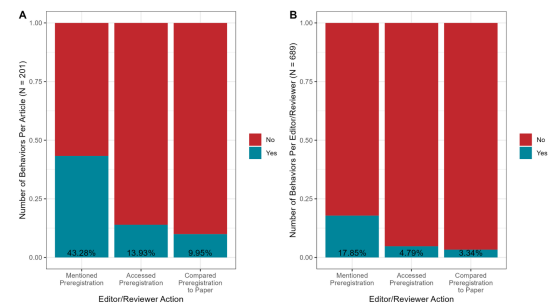 A
Number of Behaviors Per Article (N = 201)
1.00
0.75
0.50
0.25
0.00
43.28%
13.93%
9.95%
Mentioned
Preregistration
Accessed
Preregistration
Compared
Preregistration
to Paper
Editor/Reviewer Action
No
Yes
B
Number of Behaviors Per Editor/Reviewer (N = 689)
1.00
0.75
0.50
0.25
0.00
17.85%
4.79%
3.34%
Mentioned
Preregistration
Accessed
Preregistration
Compared
Preregistration
to Paper
Editor/Reviewer Action
No
Yes